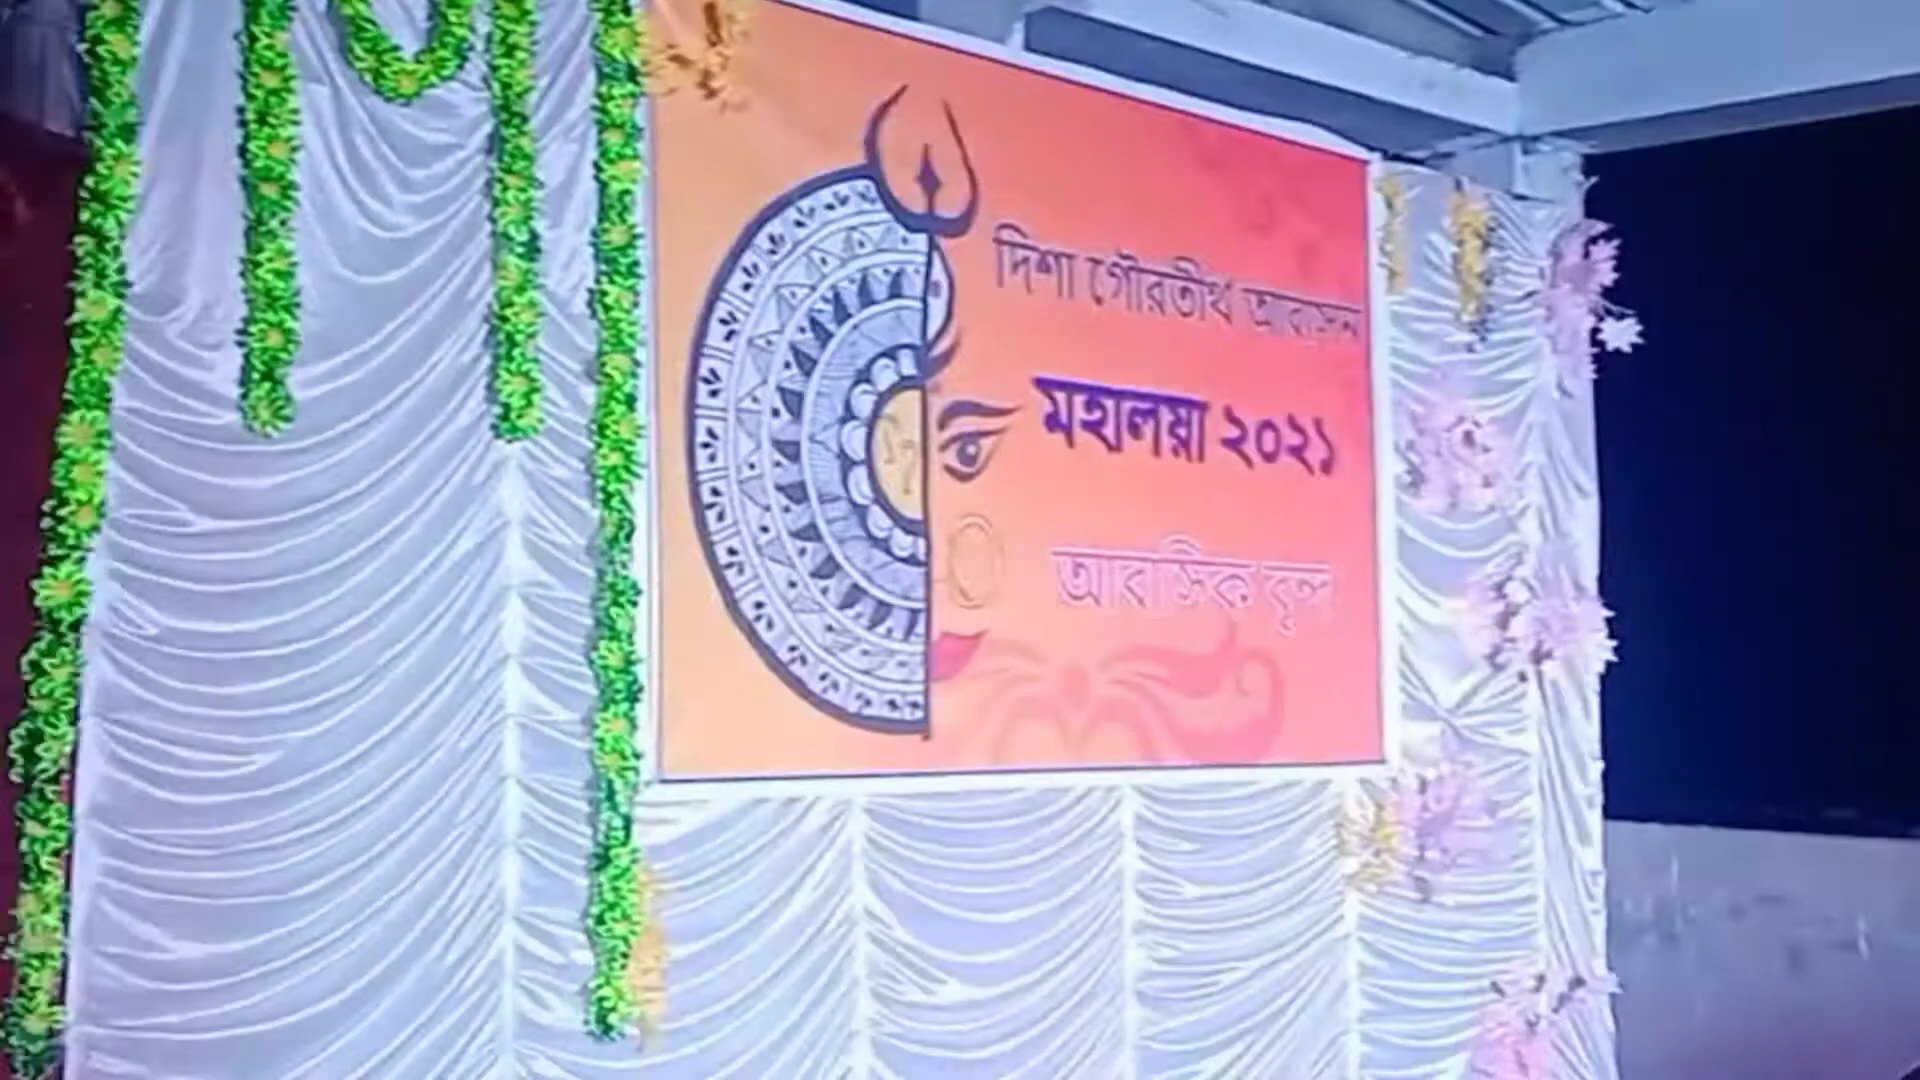 দিশা গৌরতীর্থ আবাসন
মহালয়া ২০২১
আবাসিক বৃন্দ